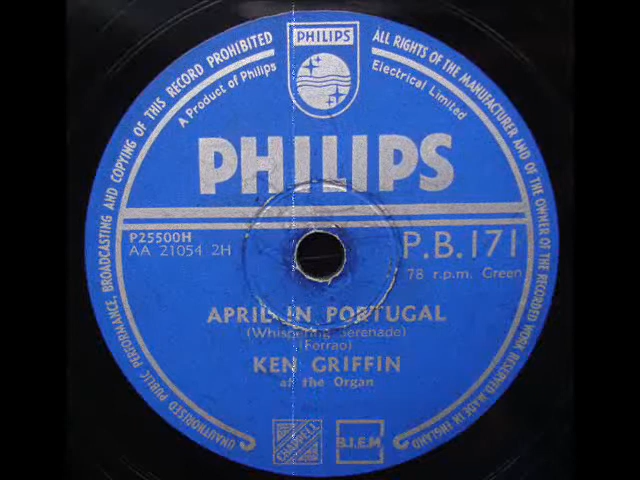 PHILIPS
UNAUTHORISED PUBLIC PERFORMANCE, BROADCASTING AND COPYING OF THIS RECORD PROHIBITED
ALL RIGHTS OF THE MANUFACTURER AND OF THE OWNER OF THE RECORDED WORK RESERVED MADE IN ENGLAND
A Product of Philips
Electrical Limited
PHILIPS
P25500H
AA 21054 2H
P.B.171
78 r.p.m. Green
APRIL IN PORTUGAL
(Whispering Serenade)
(Ferrao)
KEN GRIFFIN
at the Organ
CHAPPELL
B.I.E.M